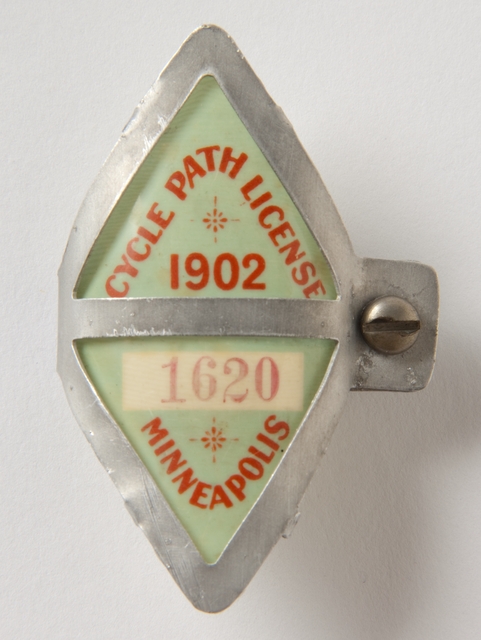 CYCLE PATH LICENSE
1902
1620
MINNEAPOLIS